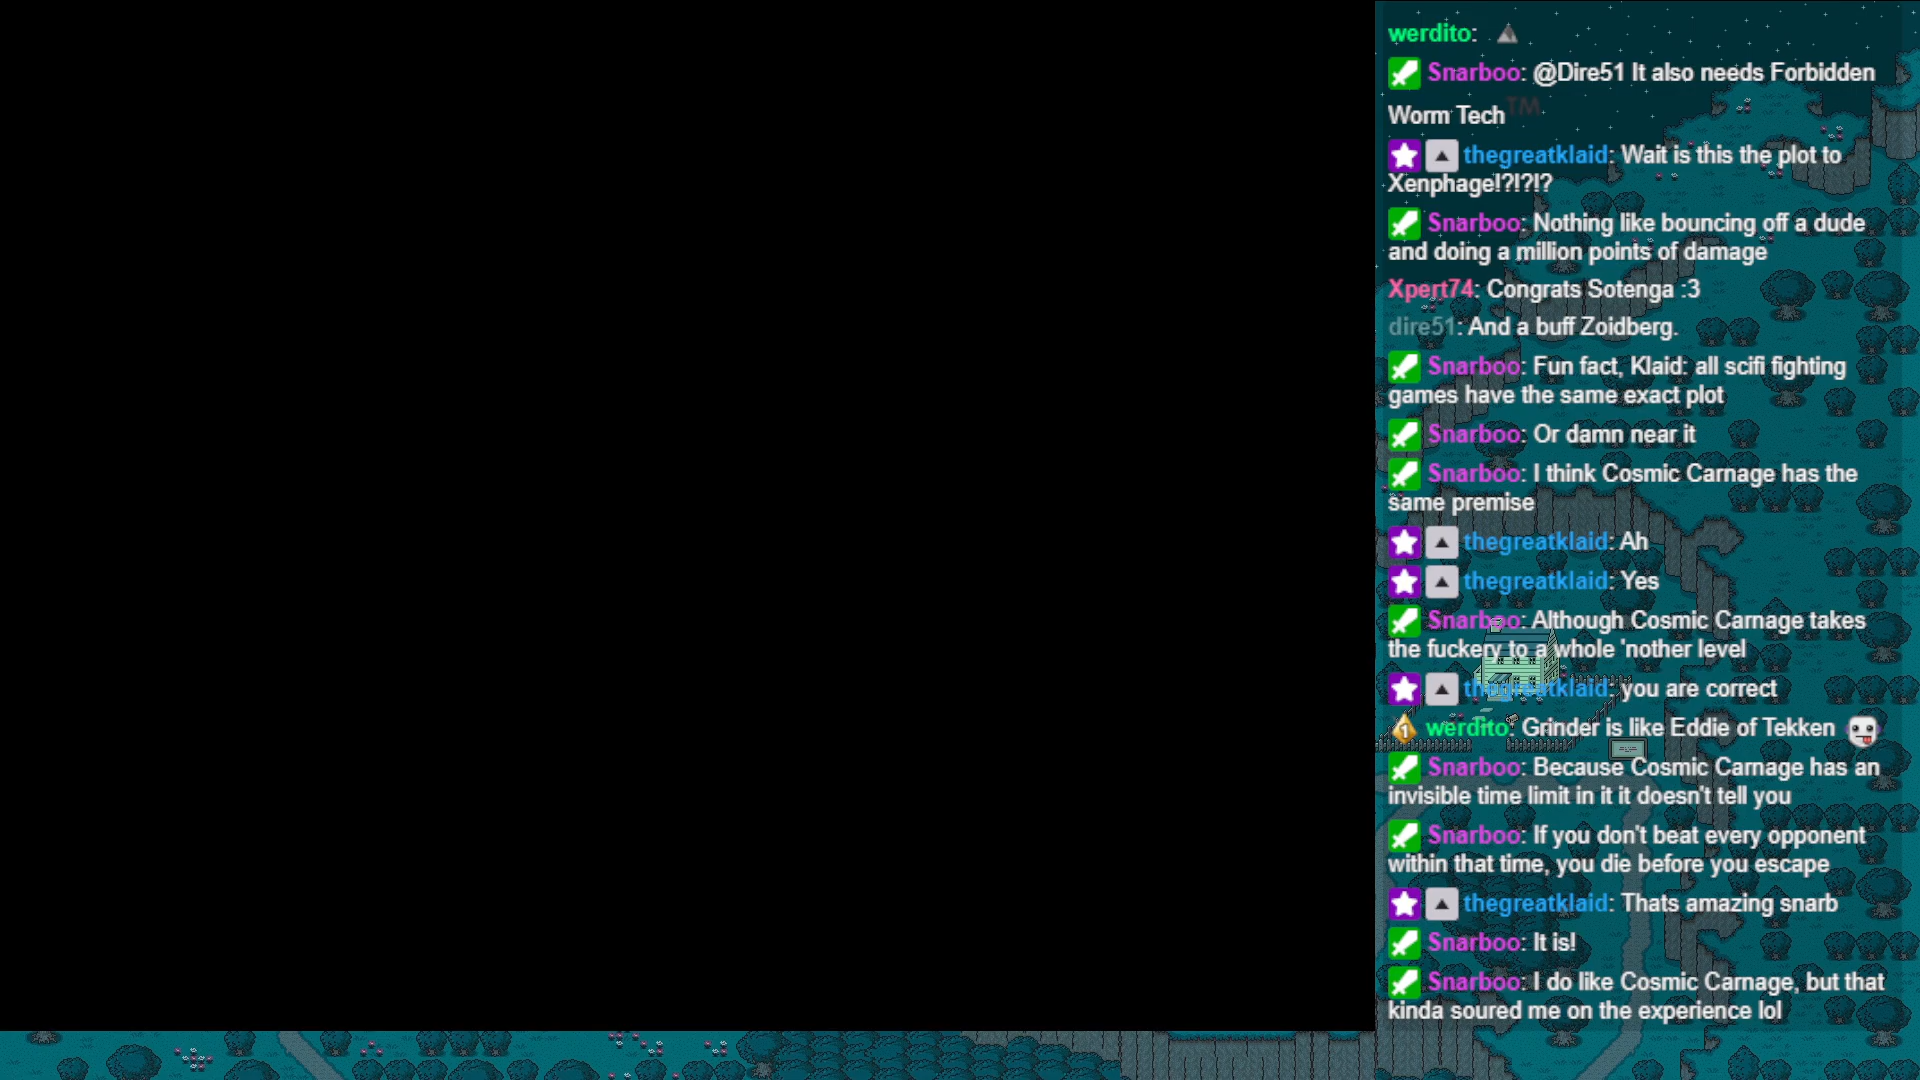 werdito:
Snarboo: @Dire51 It also needs Forbidden
Worm Tech™
thegreatklaid: Wait is this the plot to
Xenphage!?!?!?
Snarboo: Nothing like bouncing off a dude
and doing a million points of damage
Xpert74: Congrats Sotenga :3
dire51: And a buff Zoidberg.
Snarboo: Fun fact, Klaid: all scifi fighting
games have the same exact plot
Snarboo: Or damn near it
Snarboo: I think Cosmic Carnage has the
same premise
thegreatklaid: Ah
thegreatklaid: Yes
Snarboo: Although Cosmic Carnage takes
the fuckery to a whole 'nother level
thegreatklaid: you are correct
1 werdito: Grinder is like Eddie of Tekken
Snarboo: Because Cosmic Carnage has an
invisible time limit in it it doesn't tell you
Snarboo: If you don't beat every opponent
within that time, you die before you escape
thegreatklaid: Thats amazing snarb
Snarboo: It is!
Snarboo: I do like Cosmic Carnage, but that
kinda soured me on the experience lol